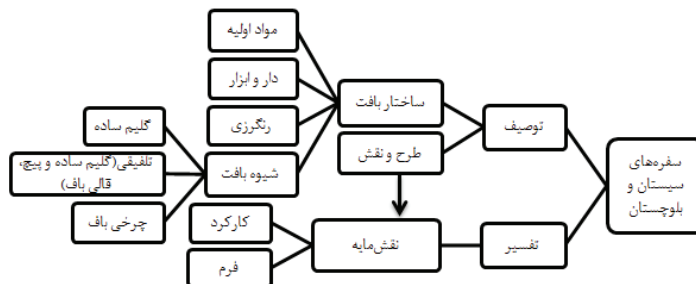 سفره‌های
سیستان و
بلوچستان
توصیف
تفسیر
ساختار بافت
طرح و نقش
نقش‌مایه
مواد اولیه
دار و ابزار
رنگرزی
شیوه بافت
کارکرد
فرم
گلیم ساده
تلفیقی(گلیم ساده و پیچ،
قالی باف)
چرخی باف